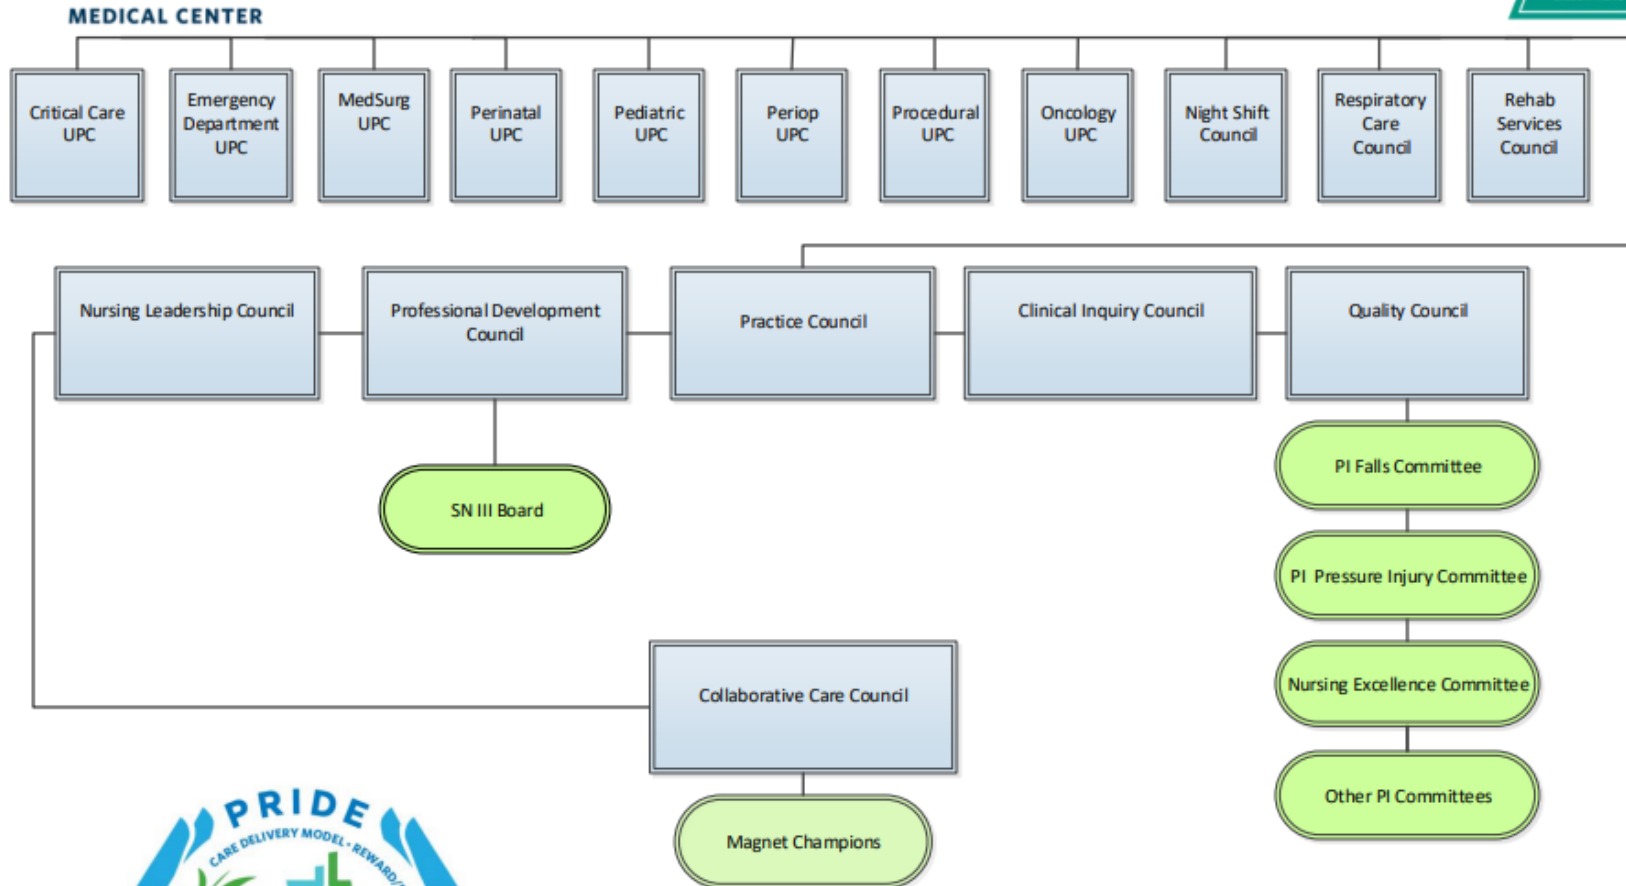 MEDICAL CENTER
Critical Care
UPC
Emergency
Department
UPC
MedSurg
UPC
Perinatal
UPC
Pediatric
UPC
Periop
UPC
Procedural
UPC
Oncology
UPC
Night Shift
Council
Respiratory
Care
Council
Rehab
Services
Council
Nursing Leadership Council
Professional Development
Council
Practice Council
Clinical Inquiry Council
Quality Council
SN III Board
PI Falls Committee
PI Pressure Injury Committee
Nursing Excellence Committee
Other PI Committees
Collaborative Care Council
Magnet Champions
PRIDE
CARE DELIVERY MODEL • REWARD/